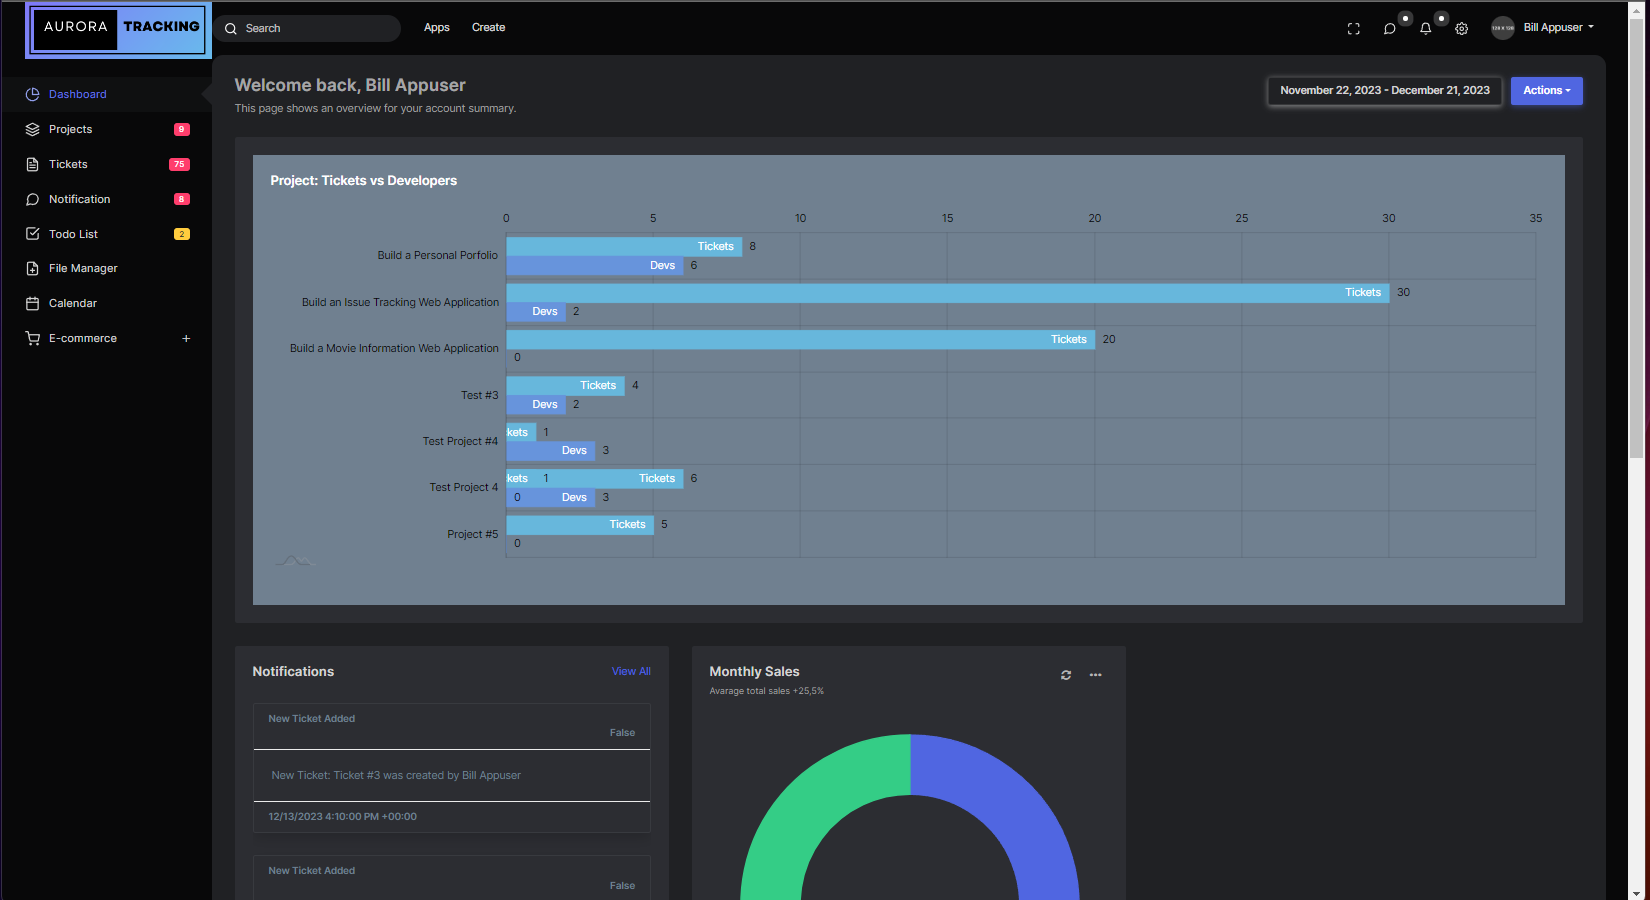 AURORA TRACKING
Search
Apps
Create
Bill Appuser
Dashboard
Projects 9
Tickets 75
Notification 8
Todo List 2
File Manager
Calendar
E-commerce +
Welcome back, Bill Appuser
This page shows an overview for your account summary.
November 22, 2023 - December 21, 2023
Actions
Project: Tickets vs Developers
0 5 10 15 20 25 30 35
Build a Personal Porfolio
Tickets 8
Devs 6
Build an Issue Tracking Web Application
Tickets 30
Devs 2
Build a Movie Information Web Application
Tickets 20
0
Test #3
Tickets 4
Devs 2
Test Project #4
kets 1
Devs 3
Test Project 4
kets 1 Tickets 6
0 Devs 3
Project #5
Tickets 5
0
Notifications
View All
New Ticket Added
False
New Ticket: Ticket #3 was created by Bill Appuser
12/13/2023 4:10:00 PM +00:00
New Ticket Added
False
Monthly Sales
Avarage total sales +25,5%